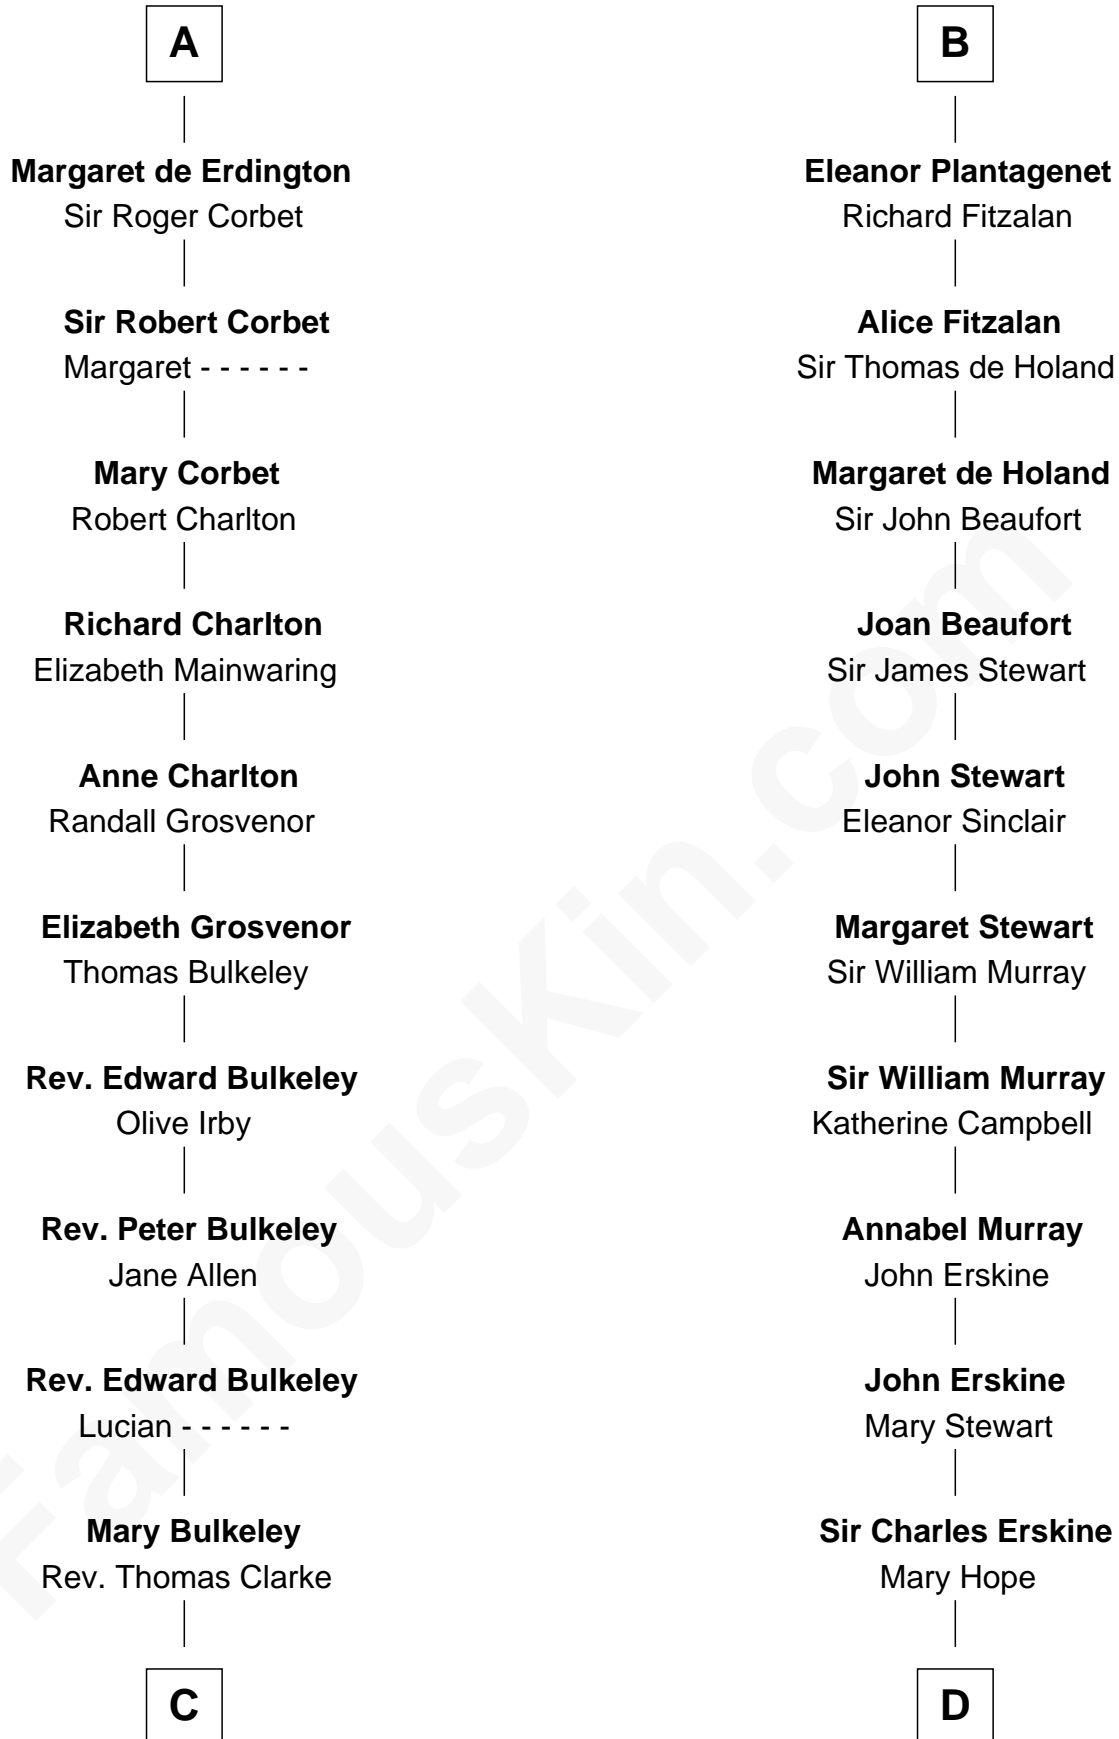 A
Margaret de Erdington
Sir Roger Corbet
Sir Robert Corbet
Margaret - - - - - -
Mary Corbet
Robert Charlton
Richard Charlton
Elizabeth Mainwaring
Anne Charlton
Randall Grosvenor
Elizabeth Grosvenor
Thomas Bulkeley
Rev. Edward Bulkeley
Olive Irby
Rev. Peter Bulkeley
Jane Allen
Rev. Edward Bulkeley
Lucian - - - - - -
Mary Bulkeley
Rev. Thomas Clarke
C
B
Eleanor Plantagenet
Richard Fitzalan
Alice Fitzalan
Sir Thomas de Holand
Margaret de Holand
Sir John Beaufort
Joan Beaufort
Sir James Stewart
John Stewart
Eleanor Sinclair
Margaret Stewart
Sir William Murray
Sir William Murray
Katherine Campbell
Annabel Murray
John Erskine
John Erskine
Mary Stewart
Sir Charles Erskine
Mary Hope
D
FamousKin.com